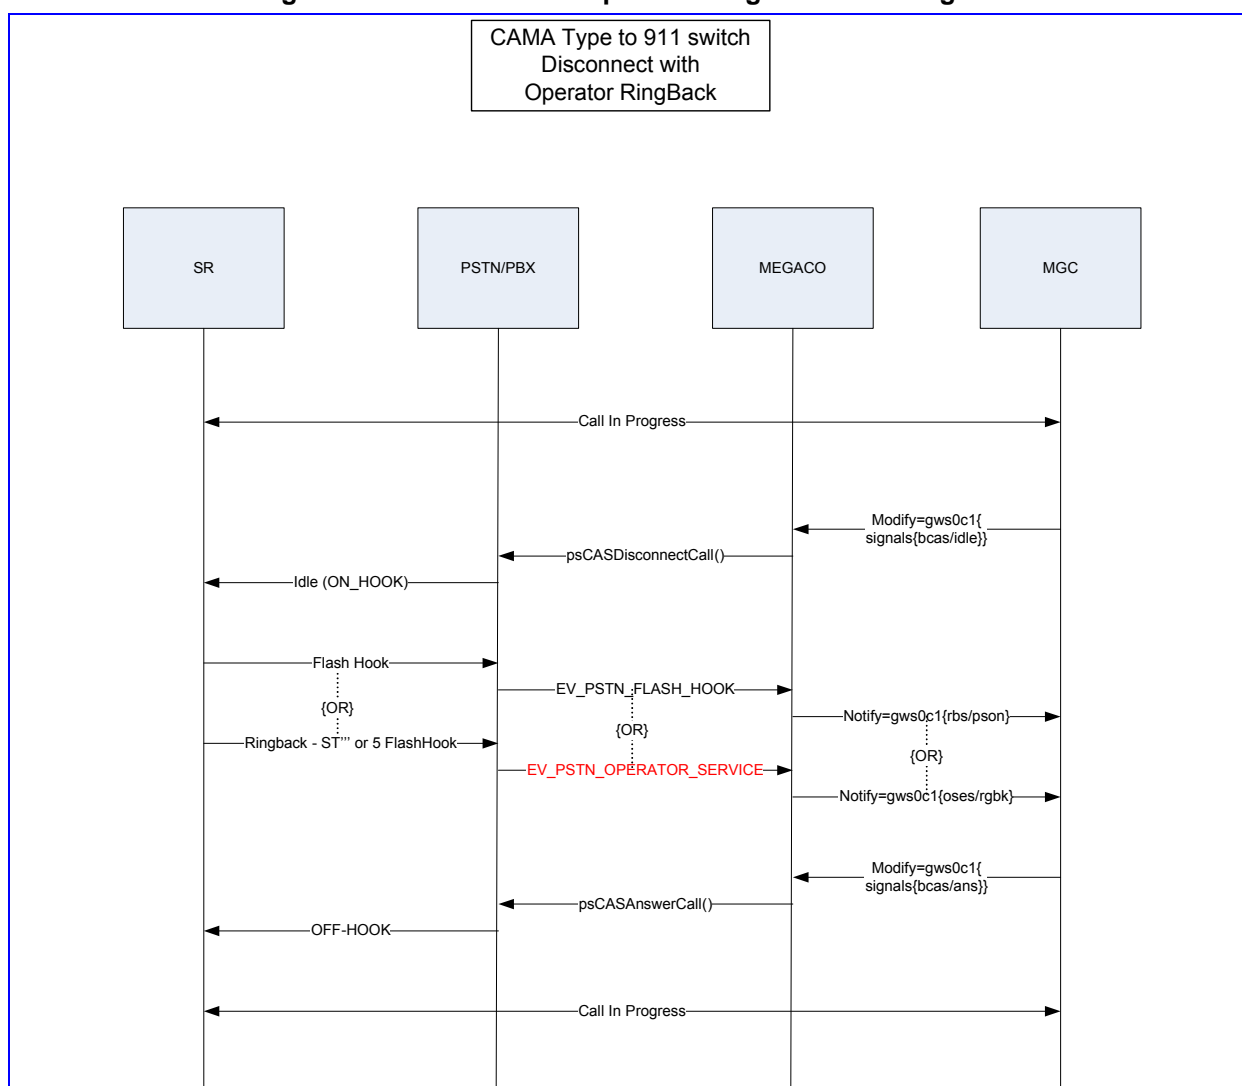 CAMA Type to 911 switch
Disconnect with
Operator RingBack
SR
PSTN/PBX
MEGACO
MGC
Call In Progress
Modify=gws0c1{
signals{bcas/idle}}
psCASDisconnectCall()
Idle (ON_HOOK)
Flash Hook
EV_PSTN_FLASH_HOOK
{OR}
Notify=gws0c1{rbs/pson}
{OR}
Ringback - ST''' or 5 FlashHook
{OR}
EV_PSTN_OPERATOR_SERVICE
Notify=gws0c1{oses/rgbk}
Modify=gws0c1{
signals{bcas/ans}}
psCASAnswerCall()
OFF-HOOK
Call In Progress